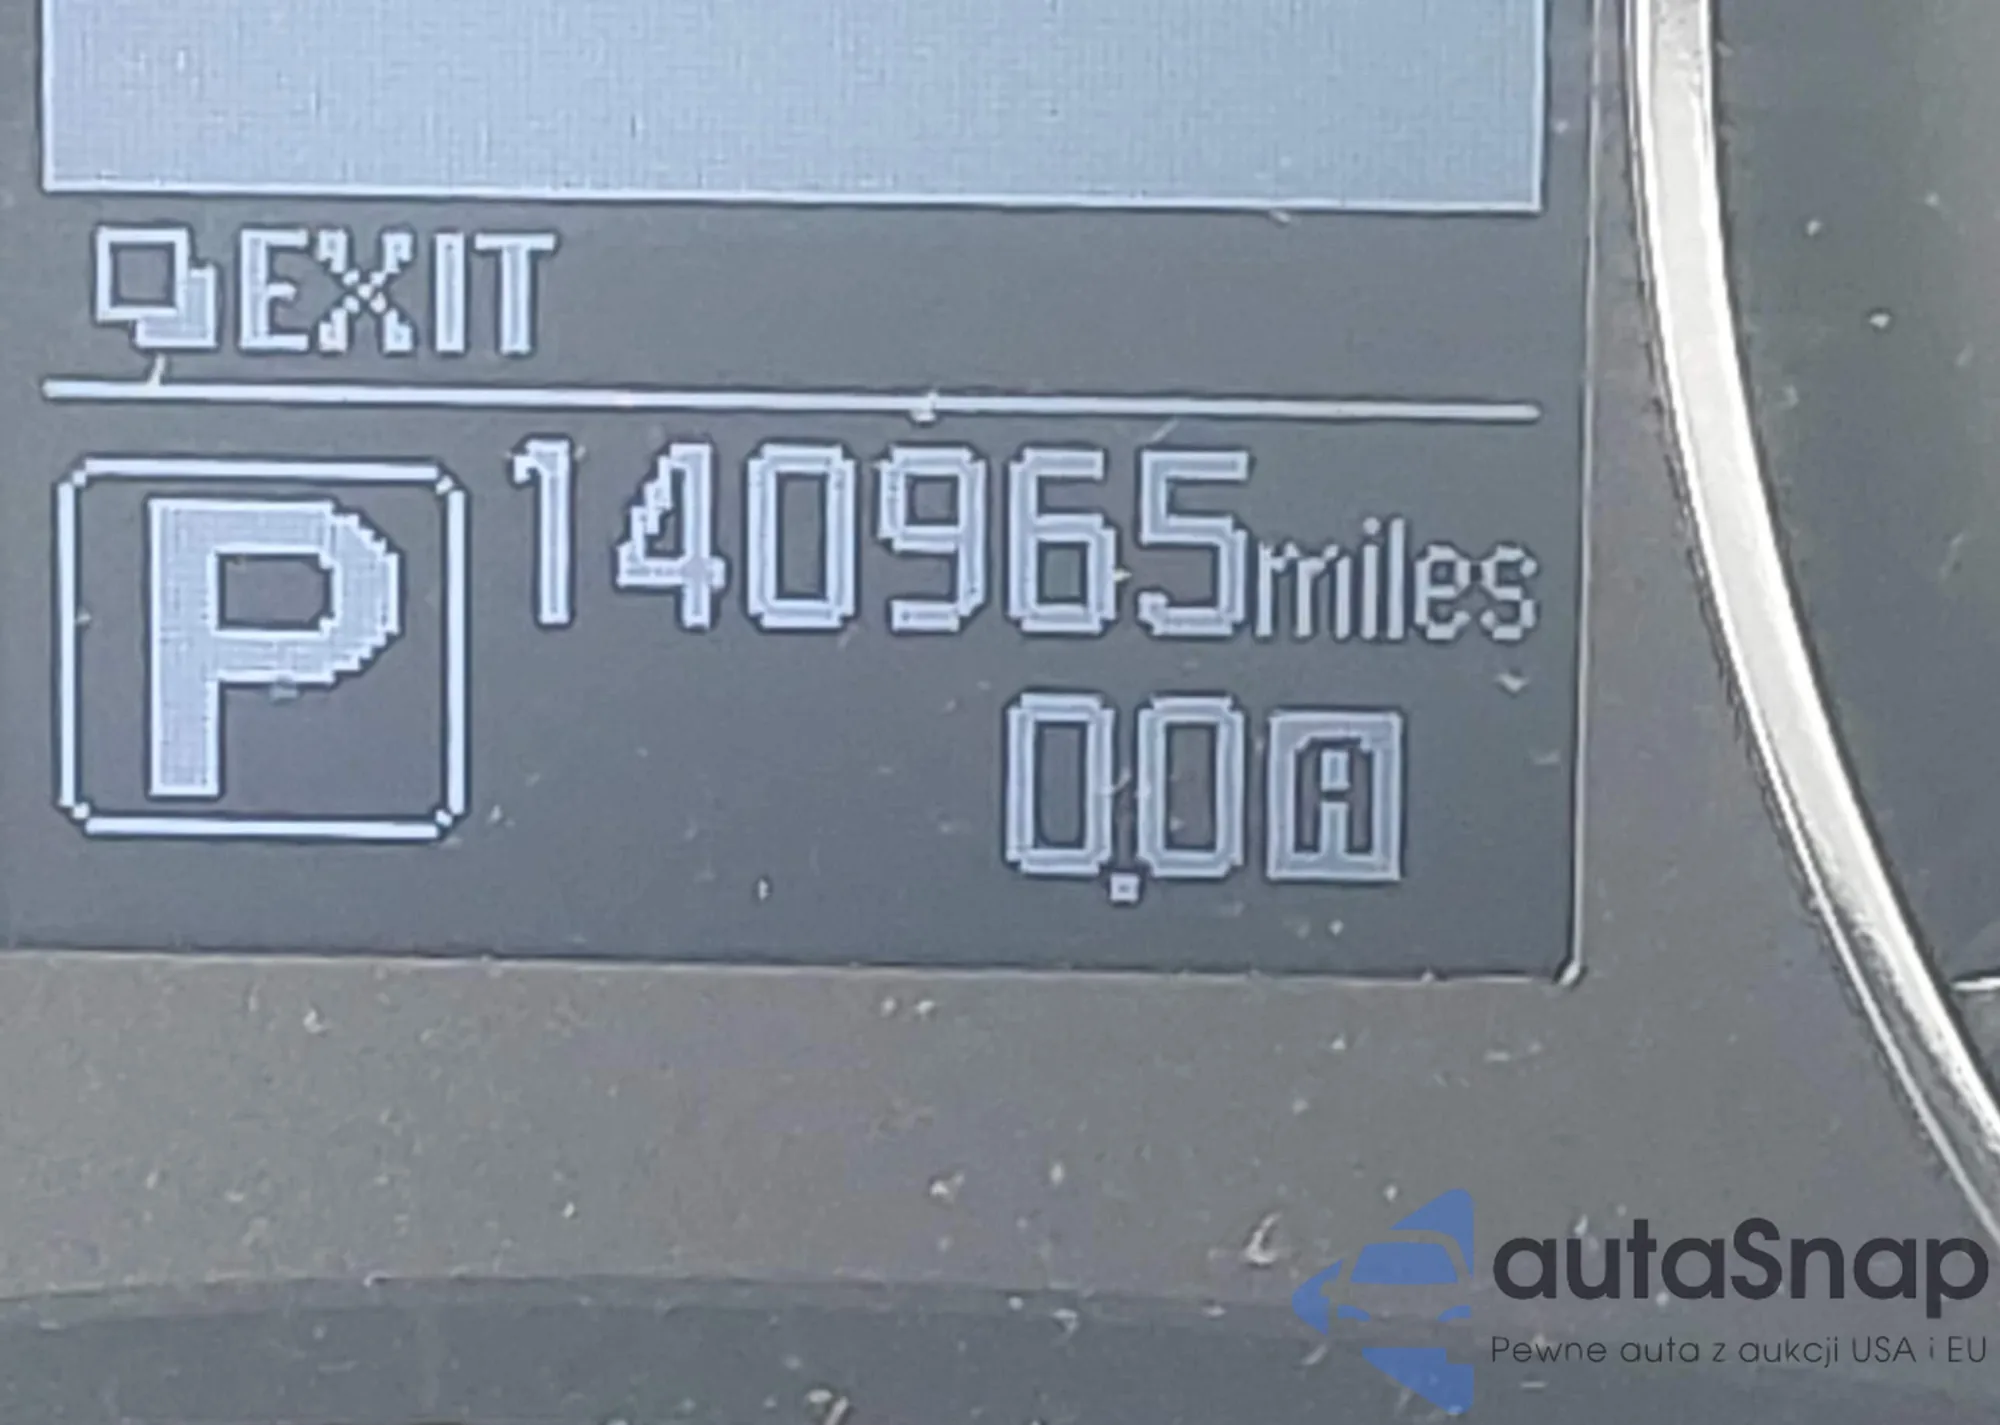 EXIT
140965miles
P
0.0A
autaSnap
Pewne auta z aukcji USA i EU